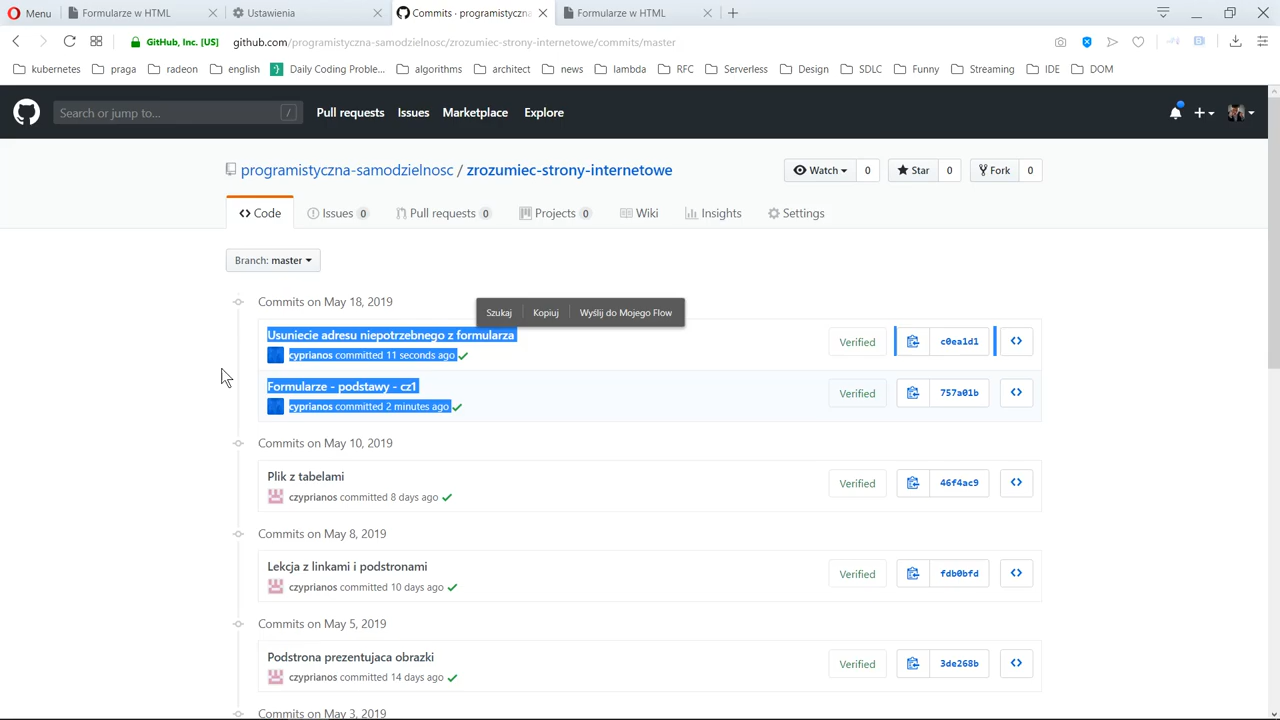 Menu
Formularze w HTML
Ustawienia
Commits · programistyczna
Formularze w HTML
GitHub, Inc. [US]
github.com/programistyczna-samodzielnosc/zrozumiec-strony-internetowe/commits/master
kubernetes
praga
radeon
english
Daily Coding Proble...
algorithms
architect
news
lambda
RFC
Serverless
Design
SDLC
Funny
Streaming
IDE
DOM
Search or jump to... /
Pull requests
Issues
Marketplace
Explore
programistyczna-samodzielnosc / zrozumiec-strony-internetowe
Watch 0
Star 0
Fork 0
Code
Issues 0
Pull requests 0
Projects 0
Wiki
Insights
Settings
Branch: master
Commits on May 18, 2019
Szukaj
Kopiuj
Wyślij do Mojego Flow
Usuniecie adresu niepotrzebnego z formularza
cyprianos committed 11 seconds ago
Verified
c0ea1d1
Formularze - podstawy - cz1
cyprianos committed 2 minutes ago
Verified
757a01b
Commits on May 10, 2019
Plik z tabelami
czyprianos committed 8 days ago
Verified
46f4ac9
Commits on May 8, 2019
Lekcja z linkami i podstronami
czyprianos committed 10 days ago
Verified
fdb0bfd
Commits on May 5, 2019
Podstrona prezentujaca obrazki
czyprianos committed 14 days ago
Verified
3de268b
Commits on May 3, 2019